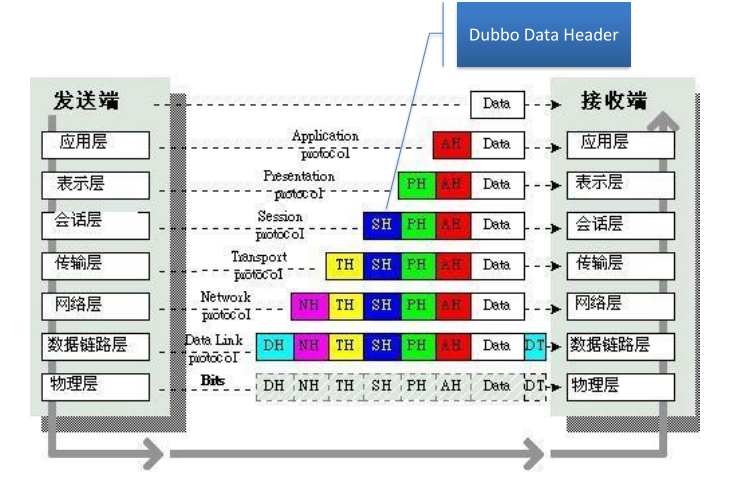 Dubbo Data Header
发送端
Data
接收端
应用层
Application
protocol
AH Data
应用层
表示层
Presentation
protocol
PH AH Data
表示层
会话层
Session
protocol
SH PH AH Data
会话层
传输层
Transport
protocol
TH SH PH AH Data
传输层
网络层
Network
protocol
NH TH SH PH AH Data
网络层
数据链路层
Data Link
protocol
DH NH TH SH PH AH Data DT
数据链路层
物理层
Bits
DH NH TH SH PH AH Data DT
物理层